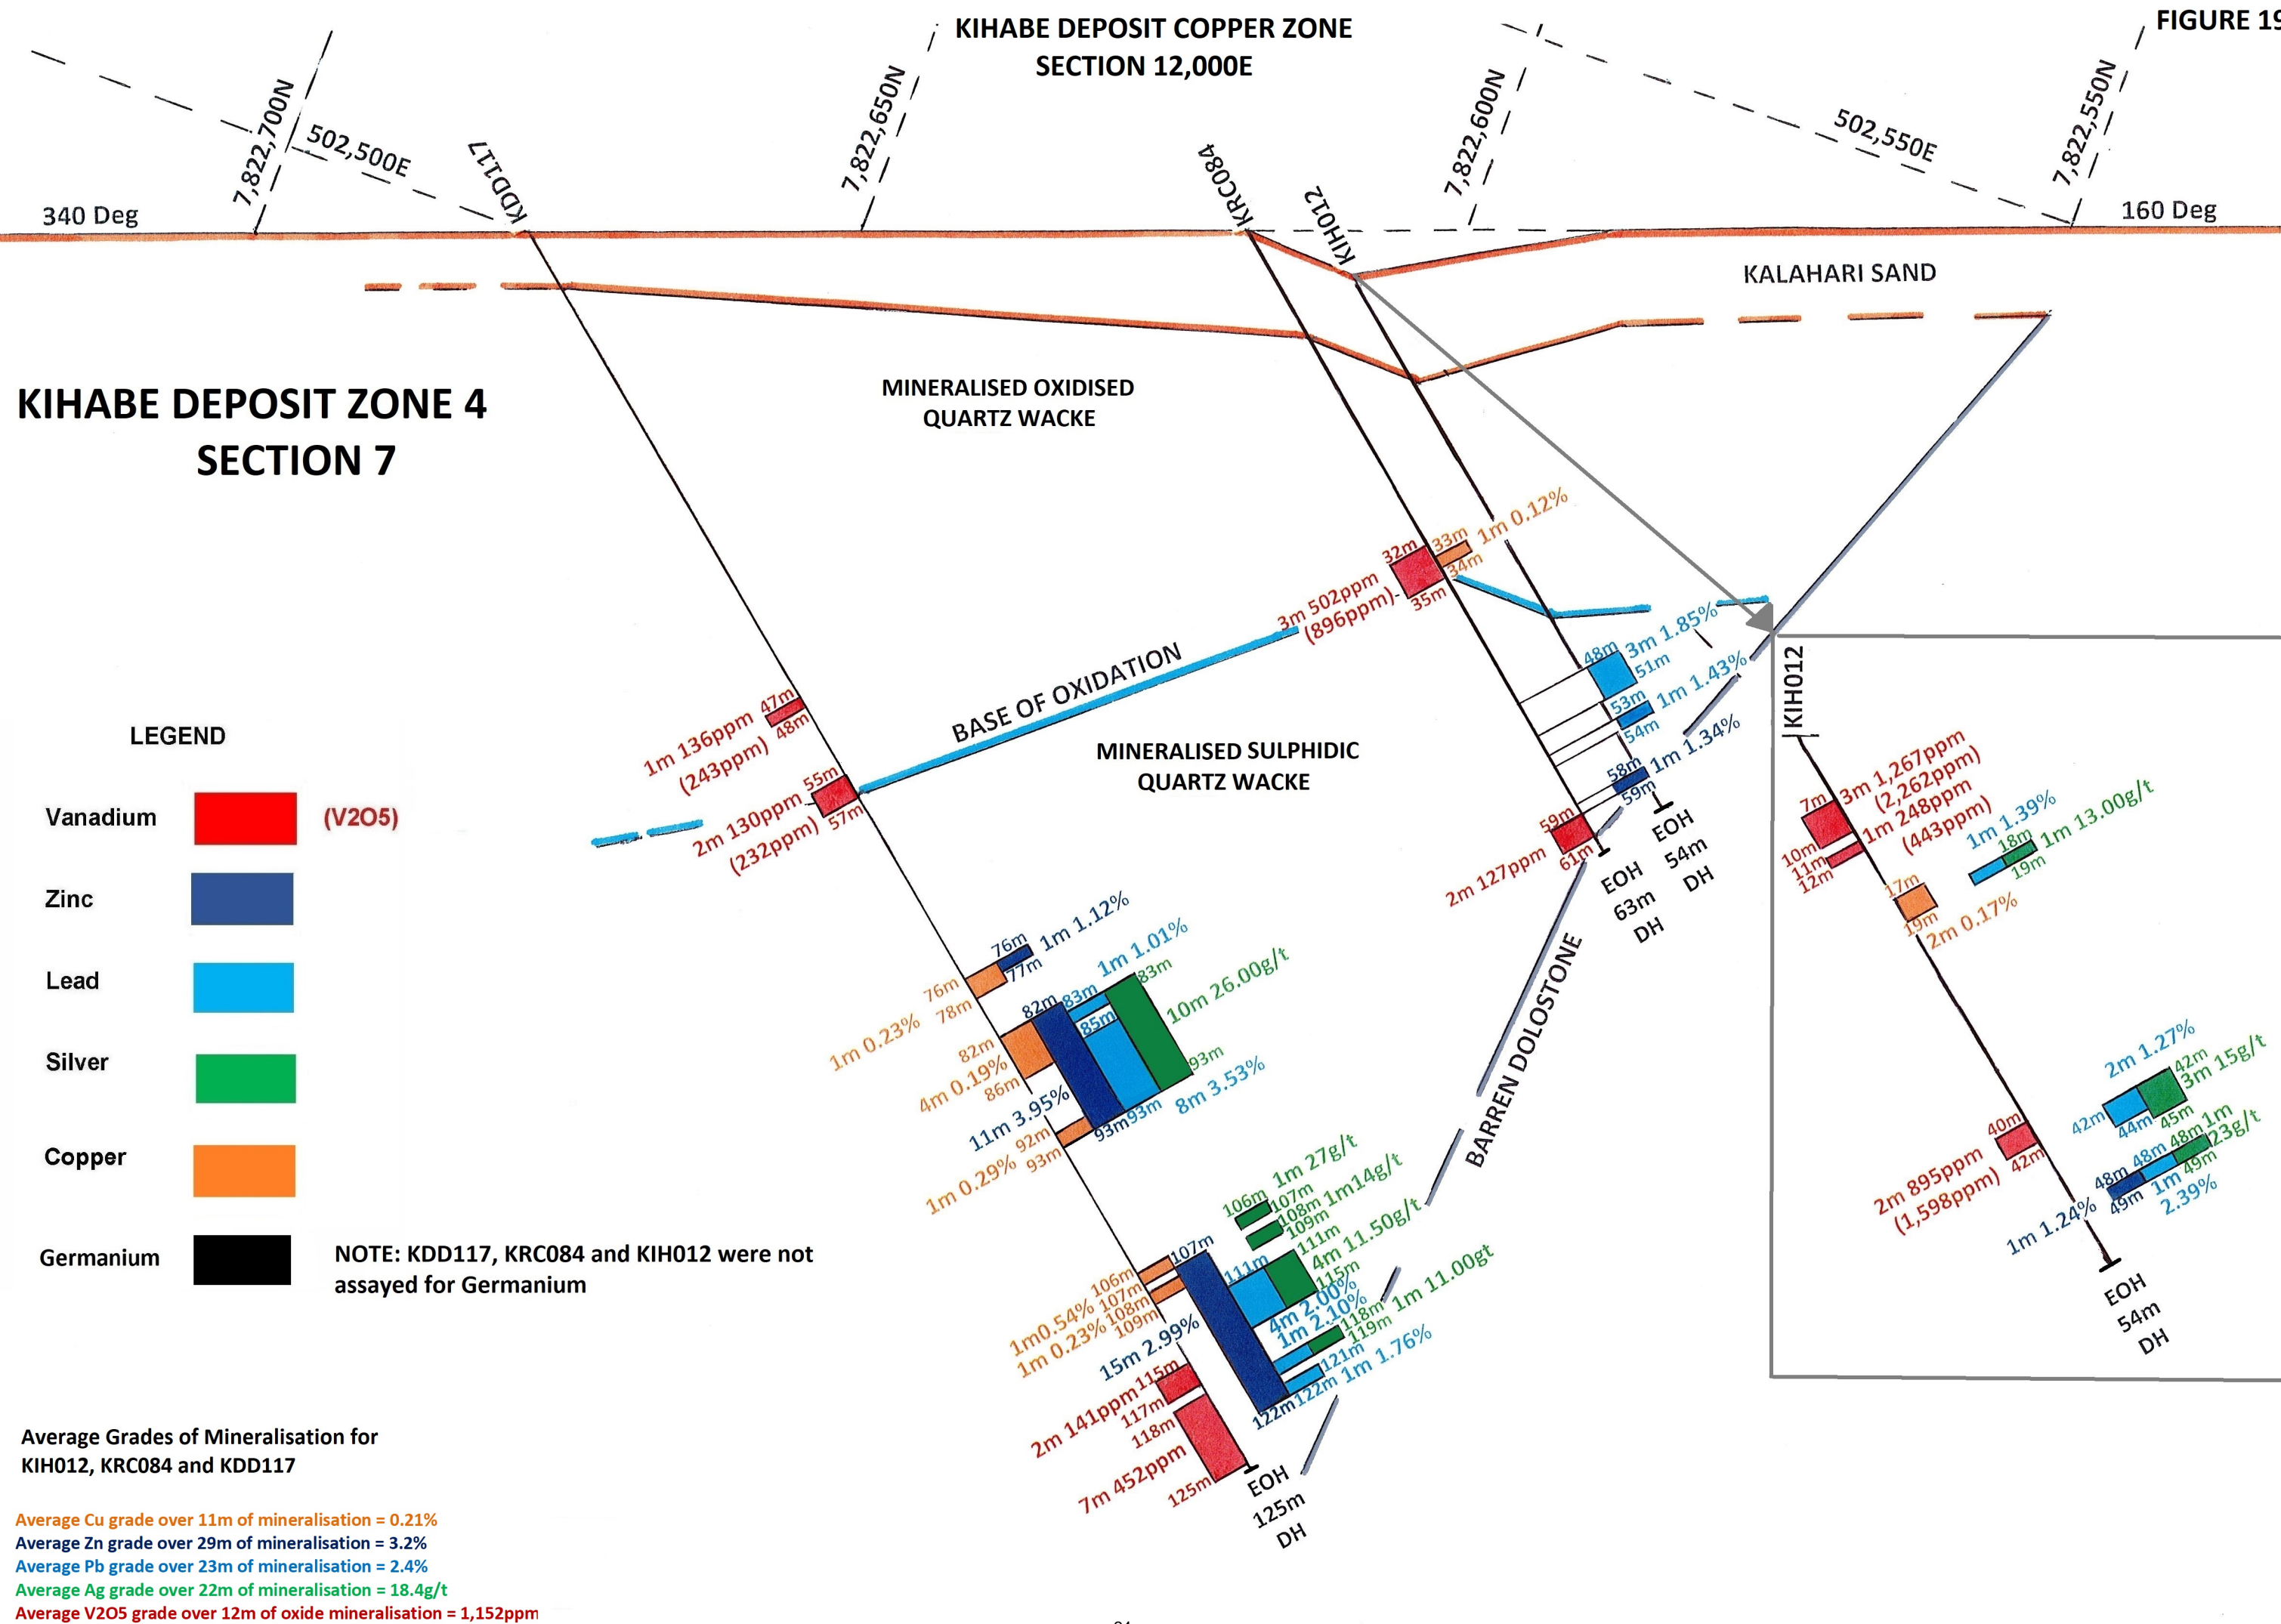 KIHABE DEPOSIT COPPER ZONE
SECTION 12,000E
FIGURE 19
7,822,700N
502,500E
KDD117
7,822,650N
KRC084
KIH012
7,822,600N
502,550E
7,822,550N
340 Deg
160 Deg
KALAHARI SAND
KIHABE DEPOSIT ZONE 4
SECTION 7
MINERALISED OXIDISED
QUARTZ WACKE
32m
33m
1m 0.12%
34m
35m
3m 502ppm
(896ppm)
BASE OF OXIDATION
MINERALISED SULPHIDIC
QUARTZ WACKE
47m
48m
1m 136ppm
(243ppm)
55m
57m
2m 130ppm
(232ppm)
48m
3m 1.85%
51m
53m
1m 1.43%
54m
58m
1m 1.34%
59m
59m
61m
2m 127ppm
EOH
63m
DH
EOH
54m
DH
BARREN DOLOSTONE
LEGEND
Vanadium
(V2O5)
Zinc
Lead
Silver
Copper
Germanium
NOTE: KDD117, KRC084 and KIH012 were not
assayed for Germanium
76m
1m 1.12%
77m
76m
78m
1m 0.23%
82m
83m
1m 1.01%
83m
85m
10m 26.00g/t
82m
4m 0.19%
86m
11m 3.95%
92m
93m
1m 0.29%
93m
93m
93m
8m 3.53%
106m
1m 27g/t
107m
108m
1m14g/t
109m
111m
4m 11.50g/t
115m
107m
111m
106m
1m0.54%
107m
108m
1m 0.23%
109m
4m 2.00%
1m 2.10%
118m
1m 11.00gt
119m
121m
122m
1m 1.76%
122m
15m 2.99%
115m
2m 141ppm
117m
118m
7m 452ppm
125m
EOH
125m
DH
KIH012
7m
3m 1,267ppm
(2,262ppm)
1m 248ppm
(443ppm)
10m
11m
12m
1m 1.39%
18m
1m 13.00g/t
19m
17m
19m
2m 0.17%
2m 1.27%
42m
3m 15g/t
42m
44m
45m
40m
42m
2m 895ppm
(1,598ppm)
48m
48m
48m
1m
23g/t
49m
49m
1m
2.39%
1m 1.24%
EOH
54m
DH
Average Grades of Mineralisation for
KIH012, KRC084 and KDD117
Average Cu grade over 11m of mineralisation = 0.21%
Average Zn grade over 29m of mineralisation = 3.2%
Average Pb grade over 23m of mineralisation = 2.4%
Average Ag grade over 22m of mineralisation = 18.4g/t
Average V2O5 grade over 12m of oxide mineralisation = 1,152ppm